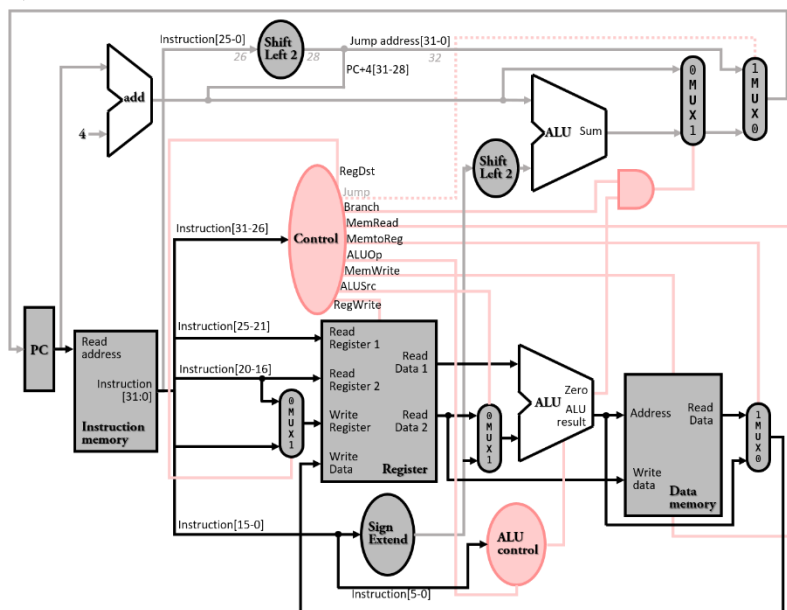 Instruction[25-0]
26
Shift
Left 2
28
Jump address[31-0]
32
PC+4[31-28]
add
4
0
M
U
X
1
1
M
U
X
0
ALU
Sum
Shift
Left 2
RegDst
Jump
Branch
MemRead
MemtoReg
ALUOp
MemWrite
ALUSrc
RegWrite
Control
Instruction[31-26]
PC
Read
address
Instruction
[31:0]
Instruction
memory
Instruction[25-21]
Instruction[20-16]
0
M
U
X
1
Read
Register 1
Read
Register 2
Write
Register
Write
Data
Read
Data 1
Read
Data 2
Register
0
M
U
X
1
ALU
Zero
ALU
result
Address
Read
Data
Write
data
Data
memory
1
M
U
X
0
Instruction[15-0]
Sign
Extend
ALU
control
Instruction[5-0]